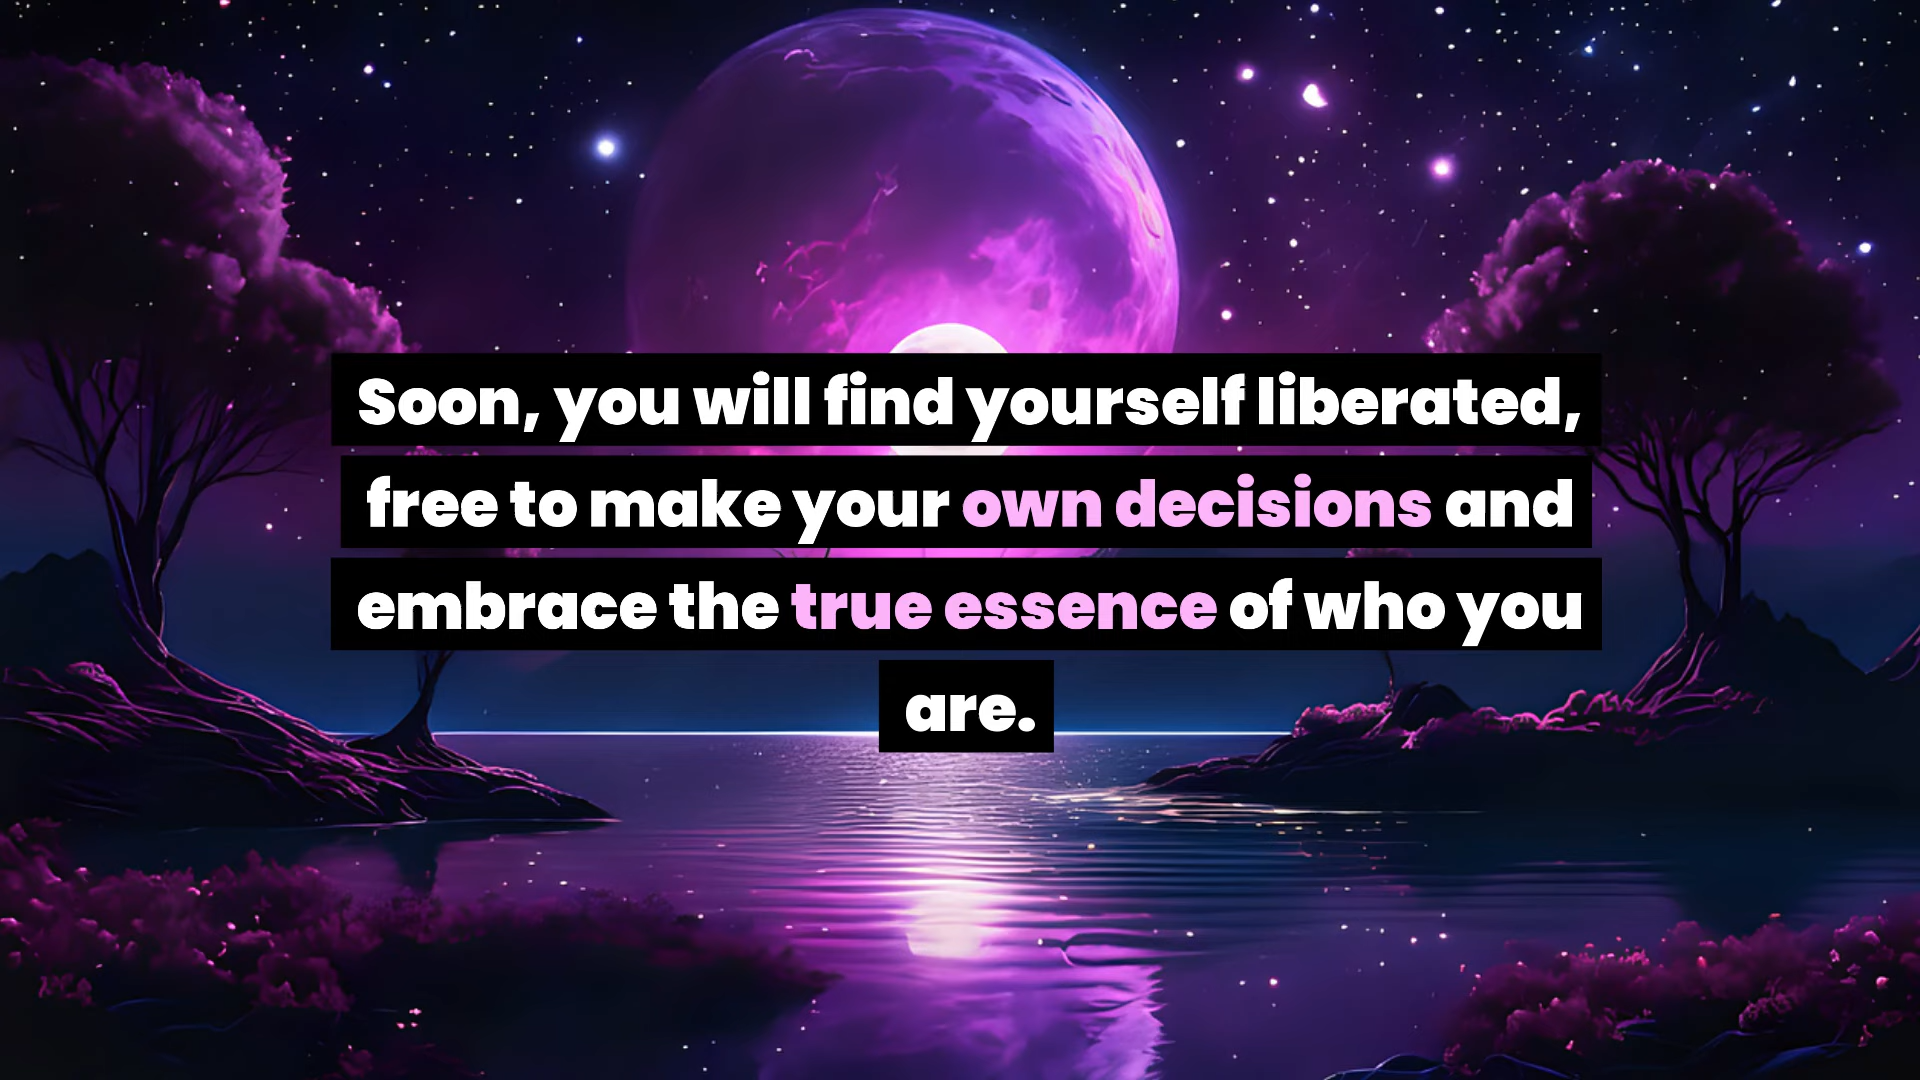 Soon, you will find yourself liberated,
free to make your own decisions and
embrace the true essence of who you
are.